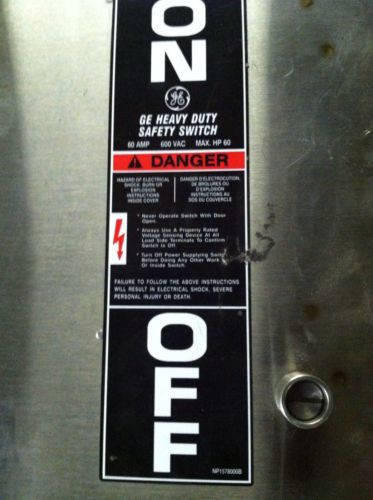 ON
GE
GE HEAVY DUTY
SAFETY SWITCH
60 AMP 600 VAC MAX. HP 60
DANGER
HAZARD OF ELECTRICAL
SHOCK, BURN OR
EXPLOSION
INSTRUCTIONS
INSIDE COVER
DANGER D'ELECTROCUTION,
DE BROLURES OU
D'EXPLOSION
INSTRUCTIONS AU
DOS DU COUVERCLE
* Never Operate Switch With Door
Open.
* Always Use A Properly Rated
Voltage Sensing Device At All
Load Side Terminals To Confirm
Switch Is Off.
* Turn Off Power Supplying Switch
Before Doing Any Other Work
Or Inside Switch.
FAILURE TO FOLLOW THE ABOVE INSTRUCTIONS
WILL RESULT IN ELECTRICAL SHOCK, SEVERE
PERSONAL INJURY OR DEATH.
OFF
NP1578000B